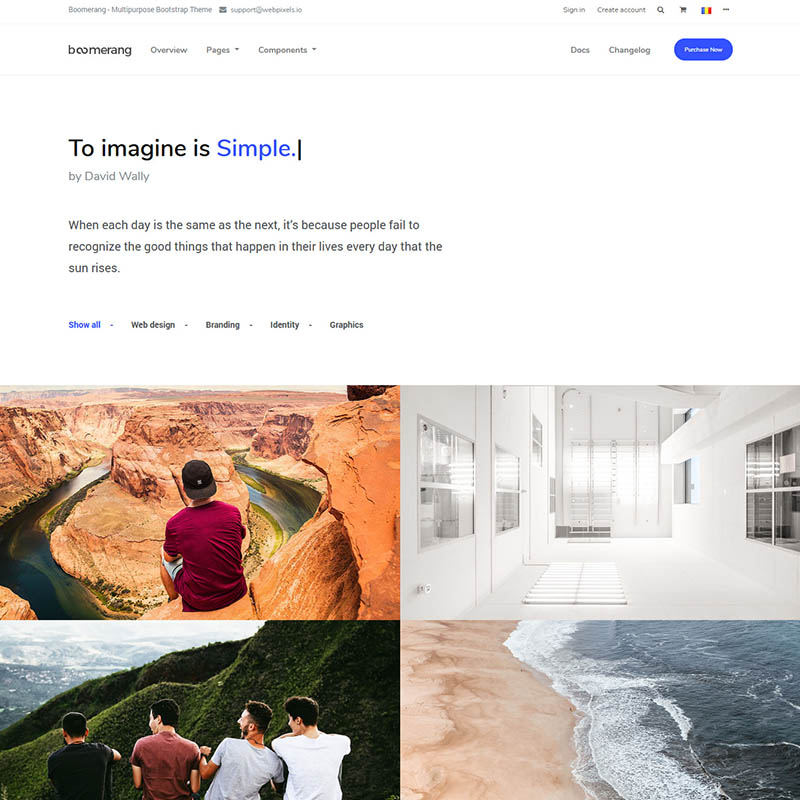 Boomerang - Multipurpose Bootstrap Theme support@webpixels.io Sign in Create account
boomerang Overview Pages Components Docs Changelog Purchase Now
To imagine is Simple.|
by David Wally
When each day is the same as the next, it's because people fail to
recognize the good things that happen in their lives every day that the
sun rises.
Show all - Web design - Branding - Identity - Graphics